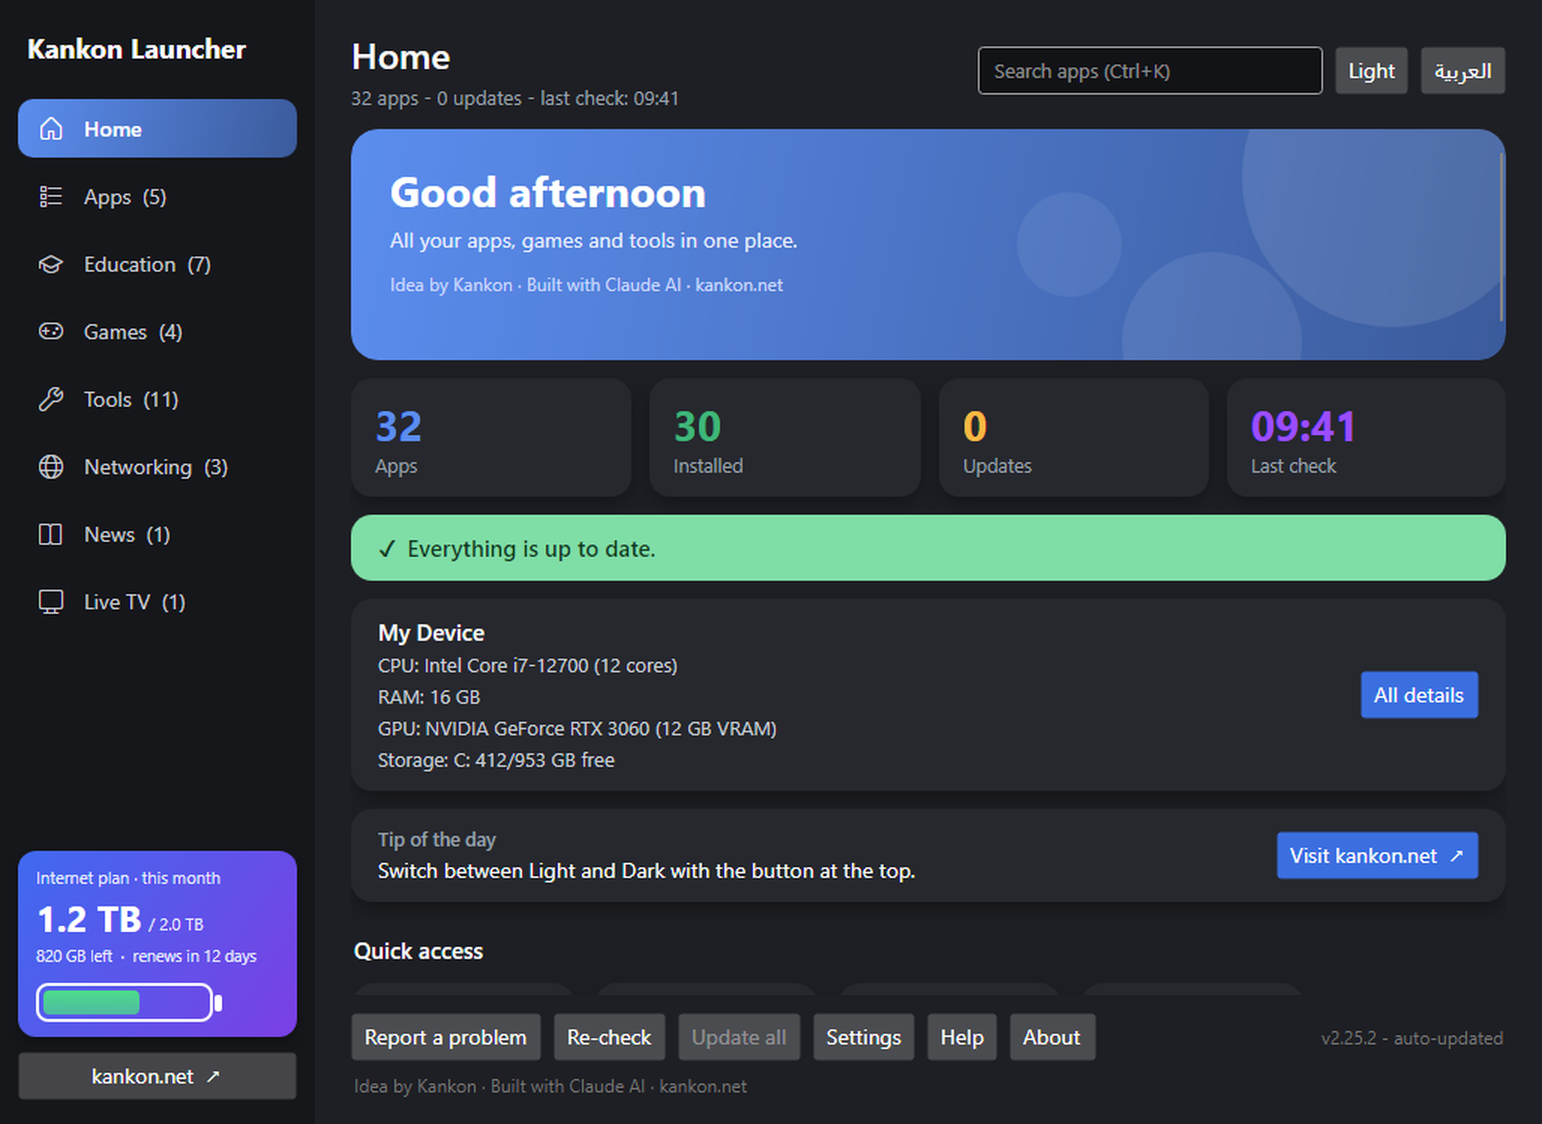 Kankon Launcher
Home
Apps (5)
Education (7)
Games (4)
Tools (11)
Networking (3)
News (1)
Live TV (1)
Internet plan · this month
1.2 TB / 2.0 TB
820 GB left · renews in 12 days
kankon.net ↗
Home
32 apps - 0 updates - last check: 09:41
Search apps (Ctrl+K)
Light
العربية
Good afternoon
All your apps, games and tools in one place.
Idea by Kankon · Built with Claude AI · kankon.net
32
Apps
30
Installed
0
Updates
09:41
Last check
✓ Everything is up to date.
My Device
CPU: Intel Core i7-12700 (12 cores)
RAM: 16 GB
GPU: NVIDIA GeForce RTX 3060 (12 GB VRAM)
Storage: C: 412/953 GB free
All details
Tip of the day
Switch between Light and Dark with the button at the top.
Visit kankon.net ↗
Quick access
Report a problem
Re-check
Update all
Settings
Help
About
v2.25.2 - auto-updated
Idea by Kankon · Built with Claude AI · kankon.net